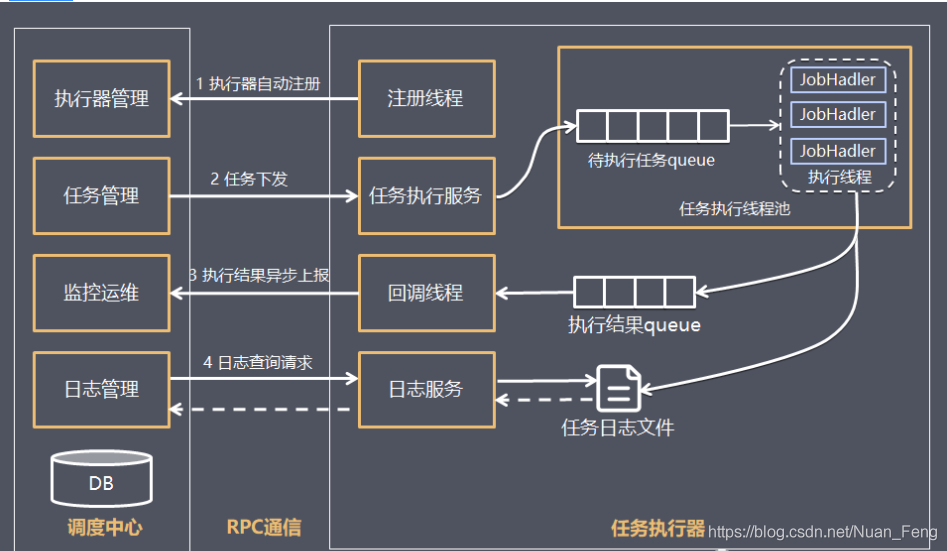 执行器管理
1 执行器自动注册
注册线程
JobHadler
JobHadler
JobHadler
执行线程
待执行任务queue
任务执行线程池
任务管理
2 任务下发
任务执行服务
监控运维
3 执行结果异步上报
回调线程
执行结果queue
日志管理
4 日志查询请求
日志服务
任务日志文件
DB
调度中心
RPC通信
任务执行器
https://blog.csdn.net/Nuan_Feng